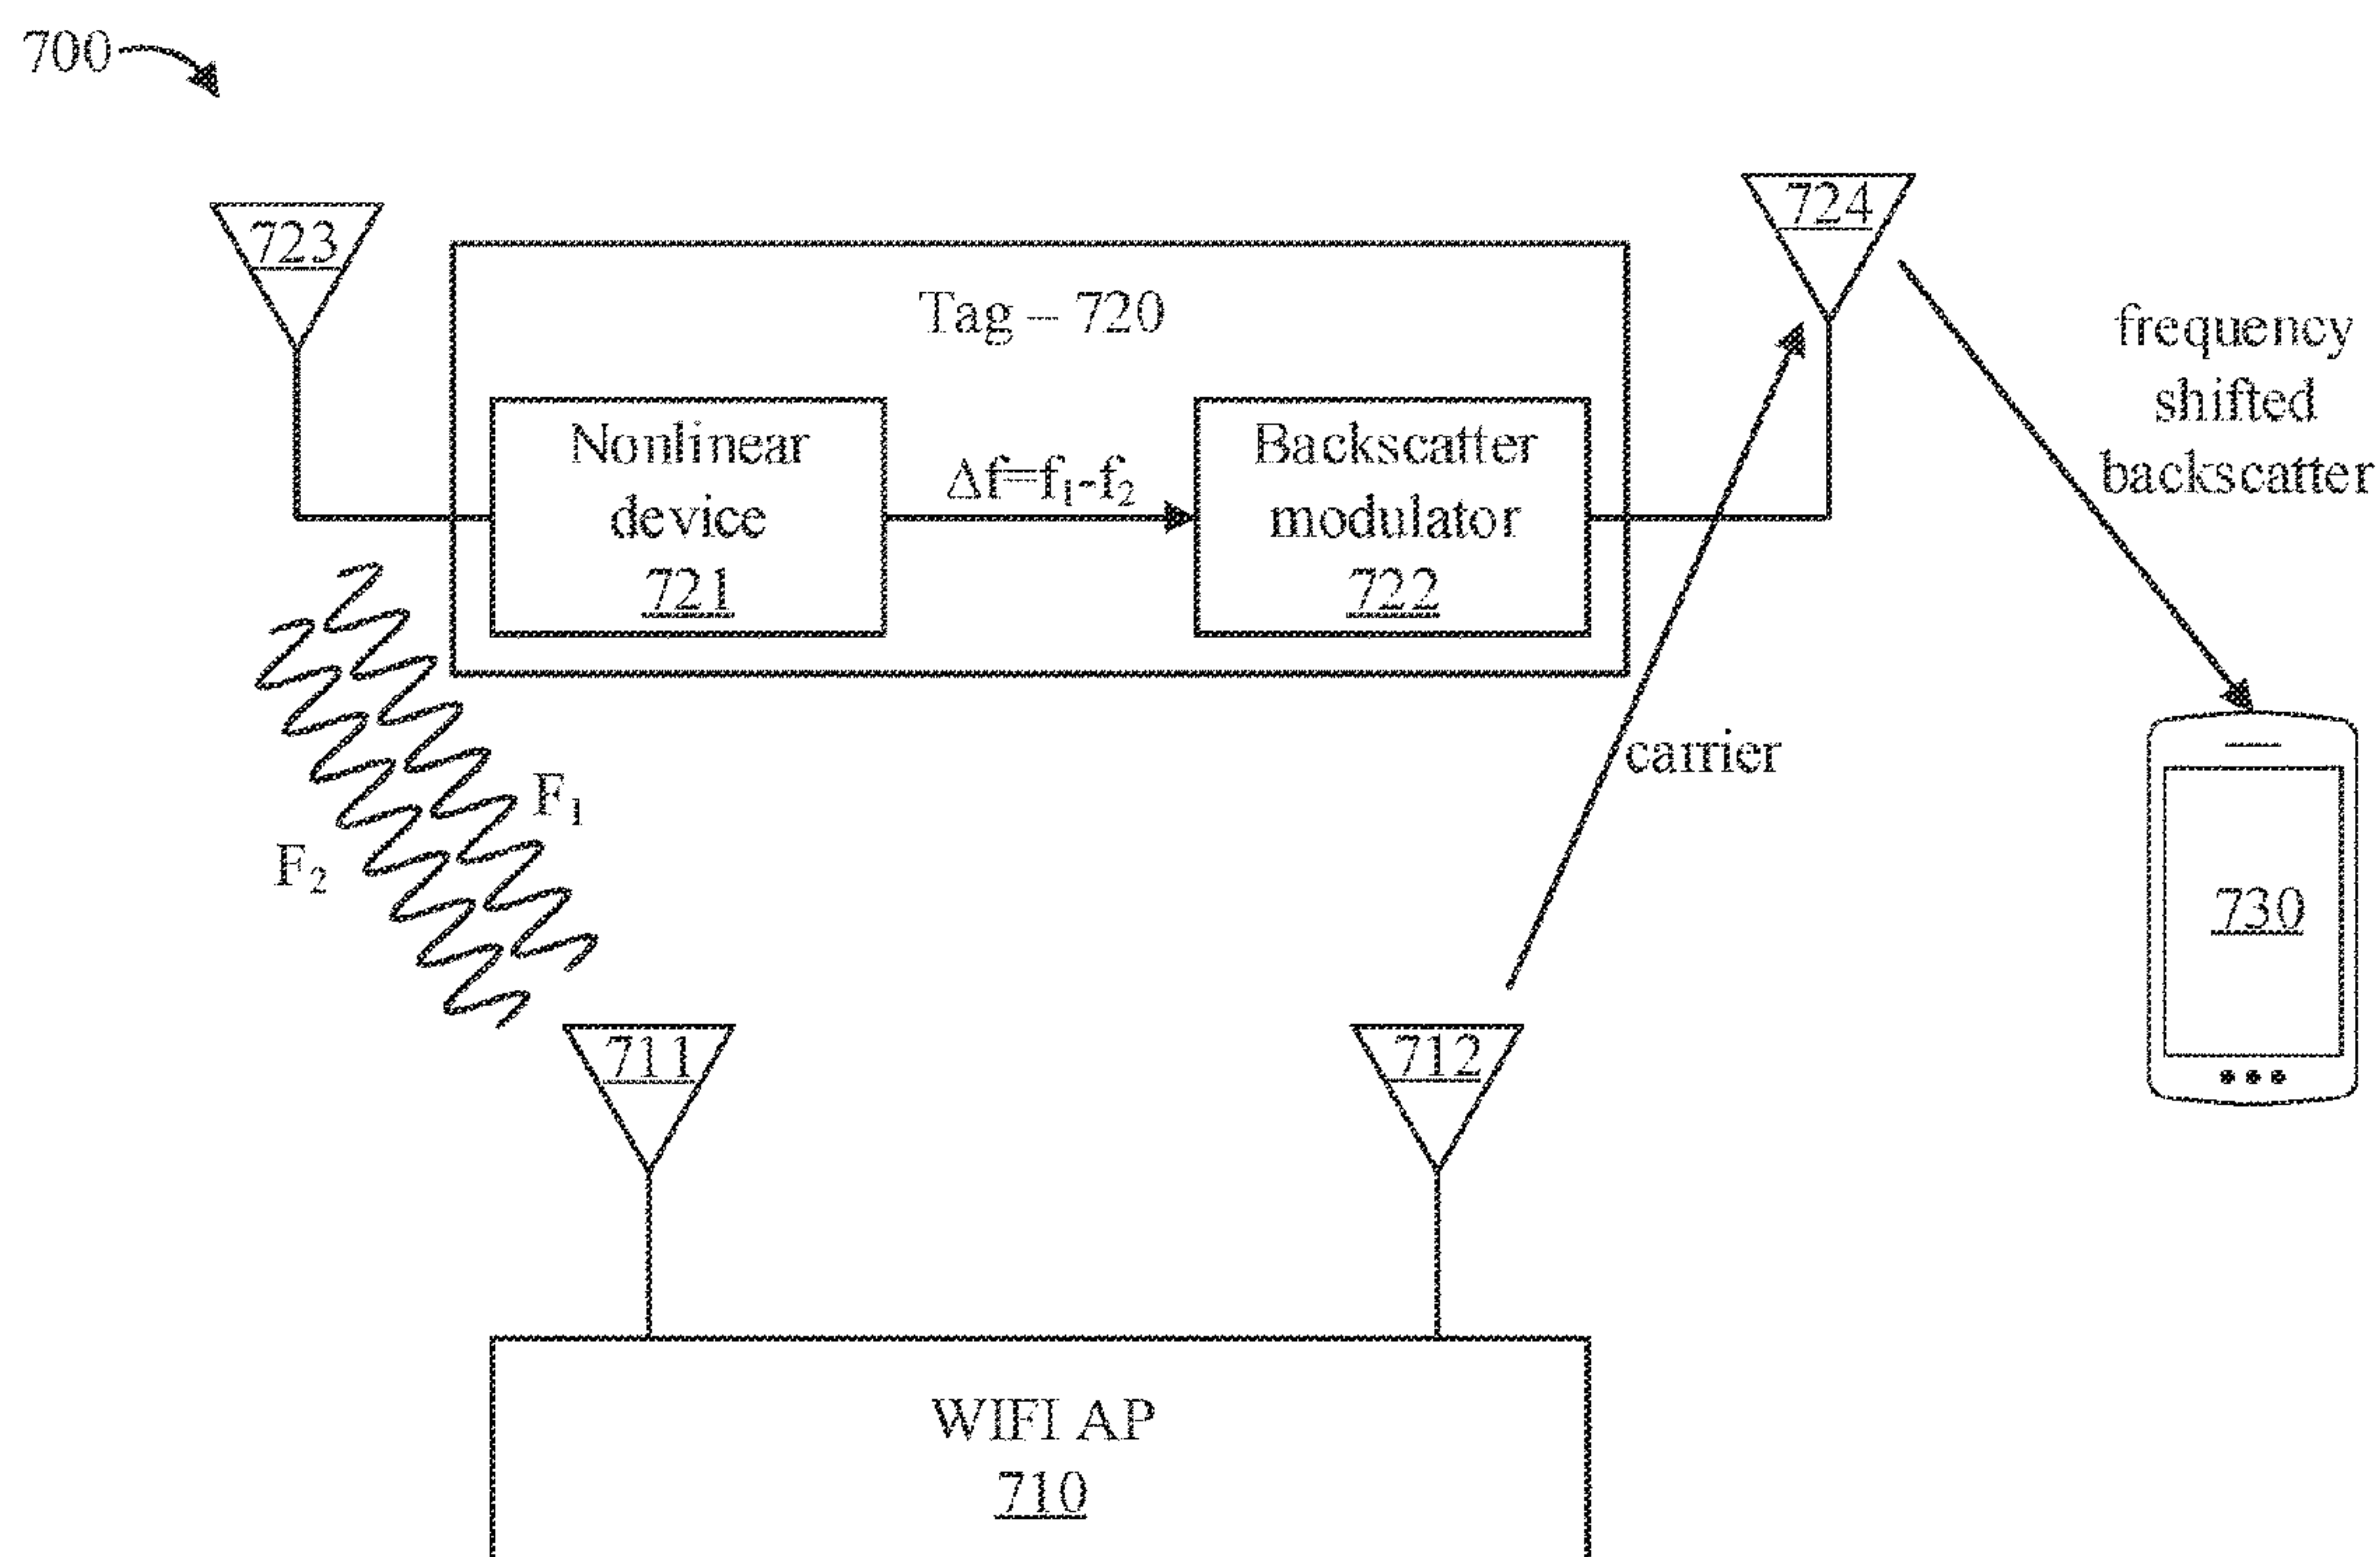 700
723
724
Tag – 720
frequency
shifted
backscatter
Nonlinear
device
721
Δf=f₁-f₂
Backscatter
modulator
722
F₁
F₂
carrier
730
711
712
WIFI AP
710